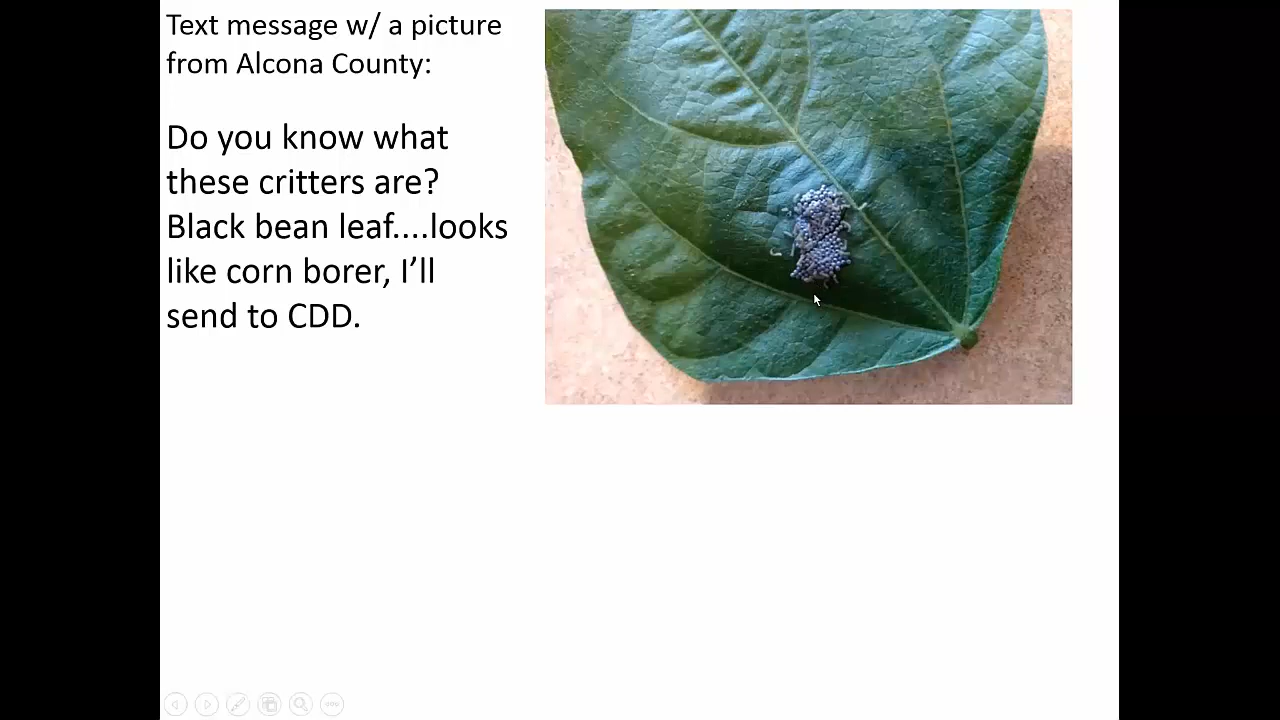 Text message w/ a picture
from Alcona County:
Do you know what
these critters are?
Black bean leaf....looks
like corn borer, I’ll
send to CDD.